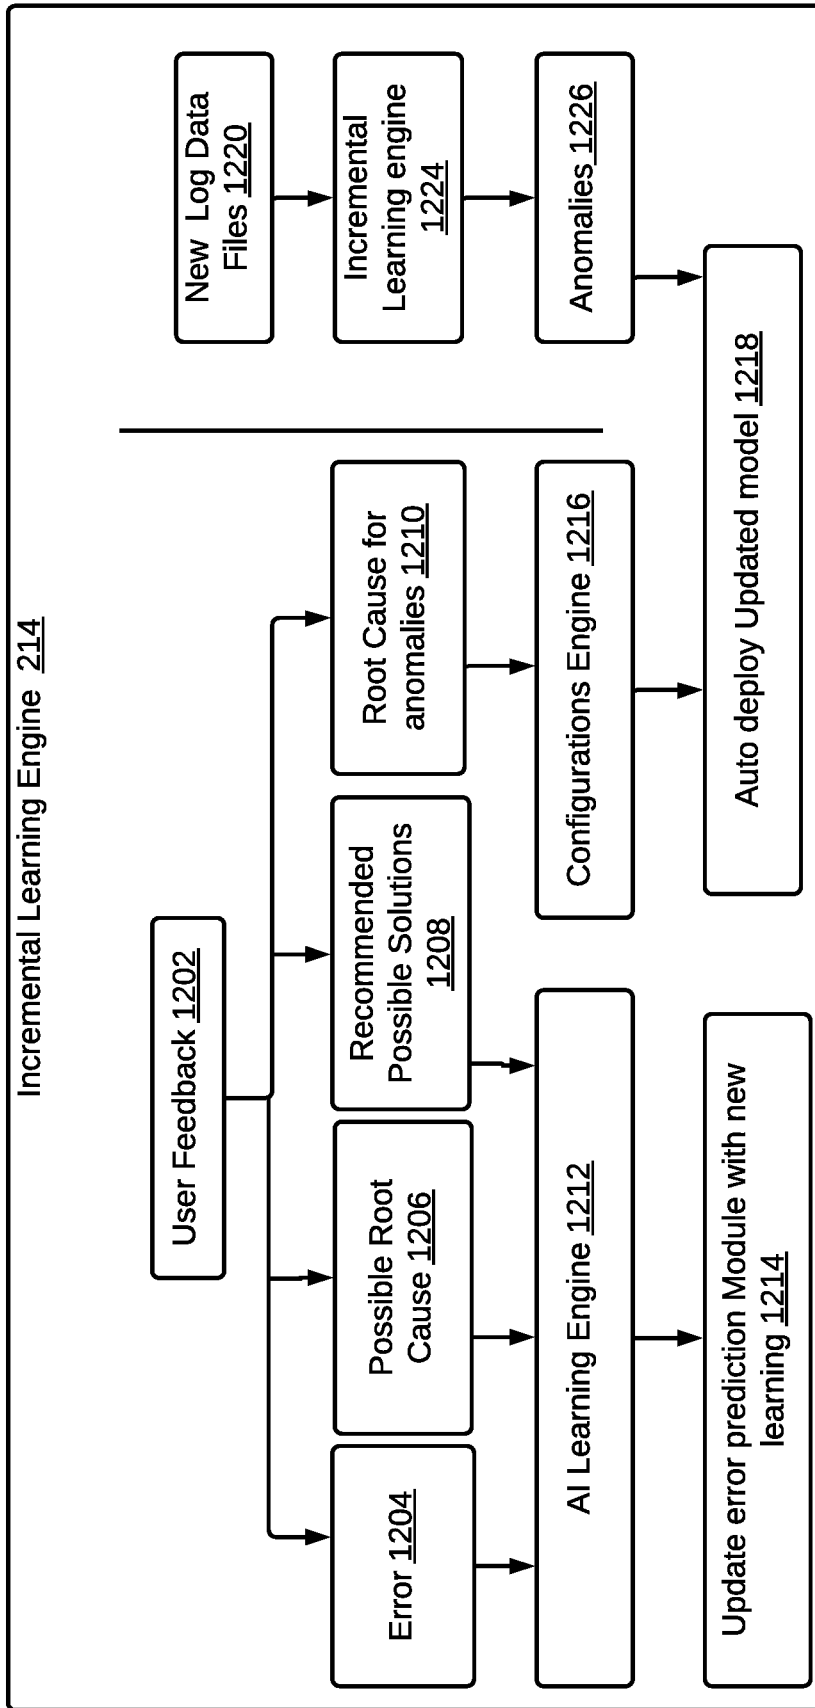 Incremental Learning Engine 214
User Feedback 1202
New Log Data
Files 1220
Error 1204
Possible Root
Cause 1206
Recommended
Possible Solutions
1208
Root Cause for
anomalies 1210
Incremental
Learning engine
1224
AI Learning Engine 1212
Configurations Engine 1216
Anomalies 1226
Update error prediction Module with new
learning 1214
Auto deploy Updated model 1218